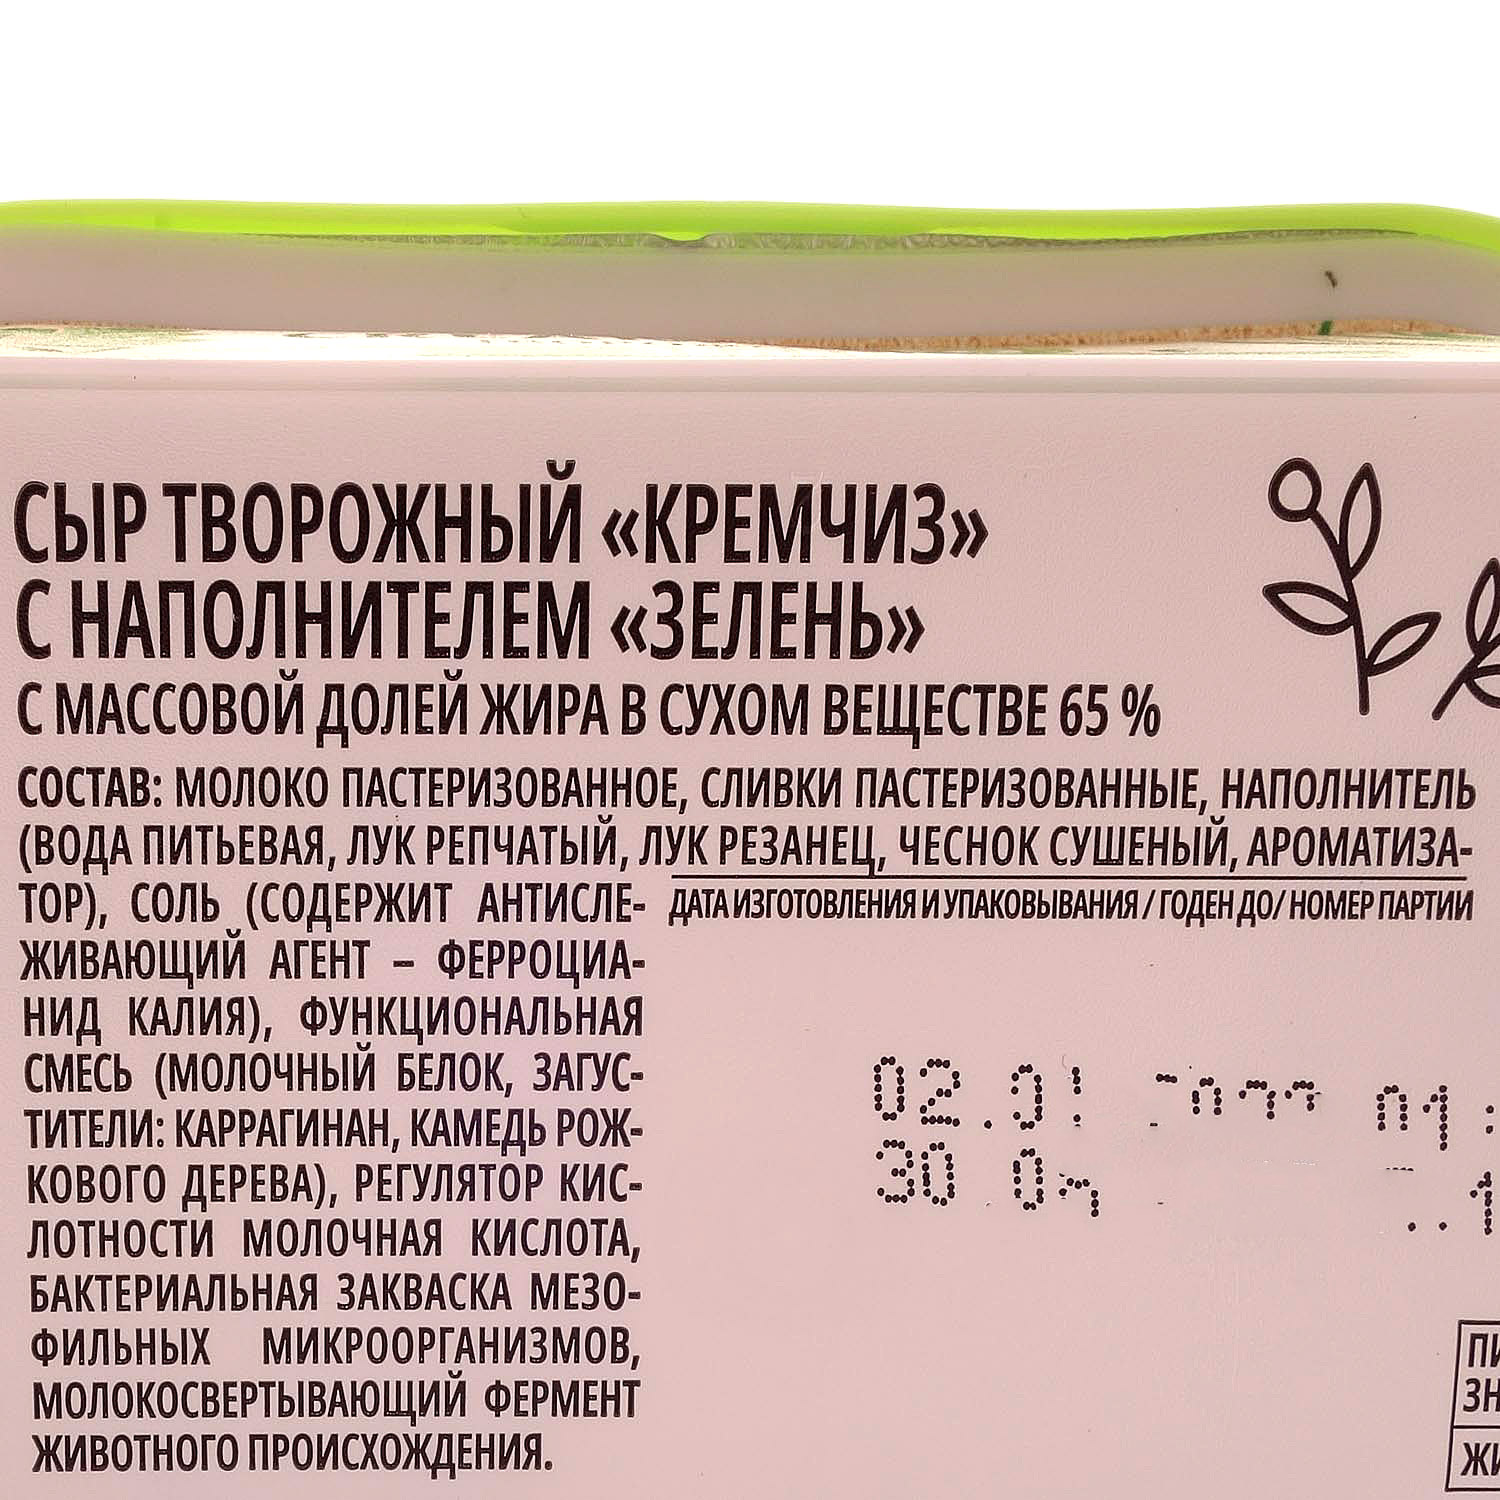 СЫР ТВОРОЖНЫЙ «КРЕМЧИЗ»
С НАПОЛНИТЕЛЕМ «ЗЕЛЕНЬ»
С МАССОВОЙ ДОЛЕЙ ЖИРА В СУХОМ ВЕЩЕСТВЕ 65 %
СОСТАВ: МОЛОКО ПАСТЕРИЗОВАННОЕ, СЛИВКИ ПАСТЕРИЗОВАННЫЕ, НАПОЛНИТЕЛЬ
(ВОДА ПИТЬЕВАЯ, ЛУК РЕПЧАТЫЙ, ЛУК РЕЗАНЕЦ, ЧЕСНОК СУШЕНЫЙ, АРОМАТИЗА-
ТОР), СОЛЬ (СОДЕРЖИТ АНТИСЛЕ-
ЖИВАЮЩИЙ АГЕНТ – ФЕРРОЦИА-
НИД КАЛИЯ), ФУНКЦИОНАЛЬНАЯ
СМЕСЬ (МОЛОЧНЫЙ БЕЛОК, ЗАГУС-
ТИТЕЛИ: КАРРАГИНАН, КАМЕДЬ РОЖ-
КОВОГО ДЕРЕВА), РЕГУЛЯТОР КИС-
ЛОТНОСТИ МОЛОЧНАЯ КИСЛОТА,
БАКТЕРИАЛЬНАЯ ЗАКВАСКА МЕЗО-
ФИЛЬНЫХ МИКРООРГАНИЗМОВ,
МОЛОКОСВЕРТЫВАЮЩИЙ ФЕРМЕНТ
ЖИВОТНОГО ПРОИСХОЖДЕНИЯ.
ДАТА ИЗГОТОВЛЕНИЯ И УПАКОВЫВАНИЯ / ГОДЕН ДО/ НОМЕР ПАРТИИ
02
30